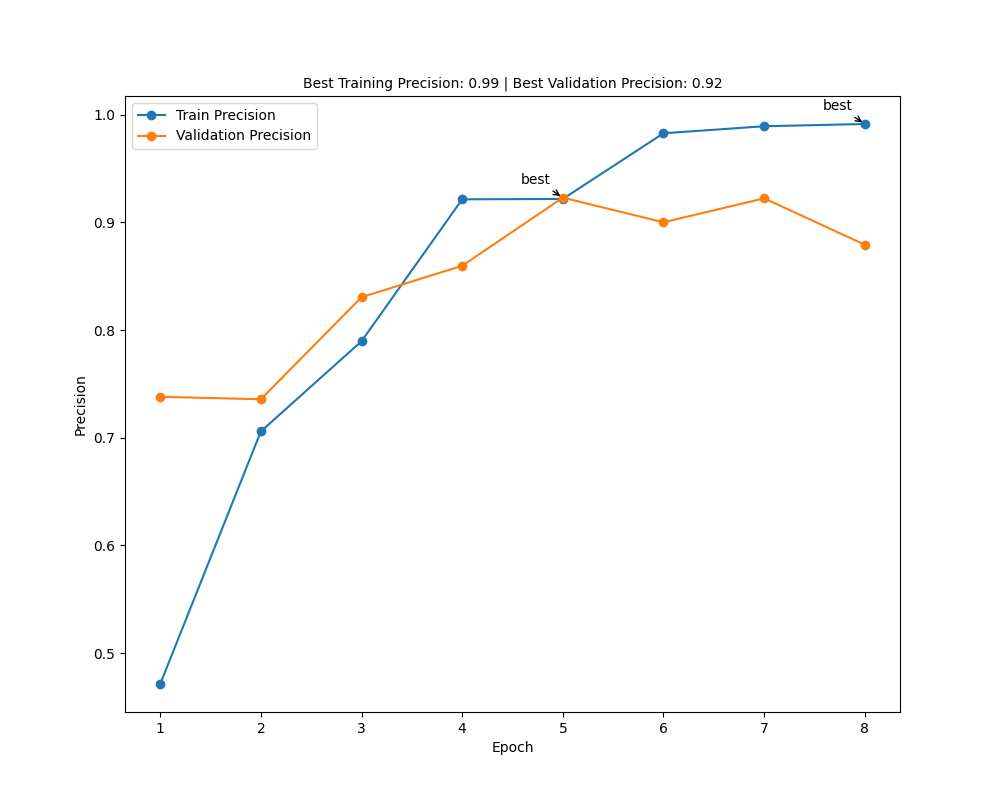 Best Training Precision: 0.99 | Best Validation Precision: 0.92
Train Precision
Validation Precision
best
best
1.0
0.9
0.8
0.7
0.6
0.5
Precision
1 2 3 4 5 6 7 8
Epoch